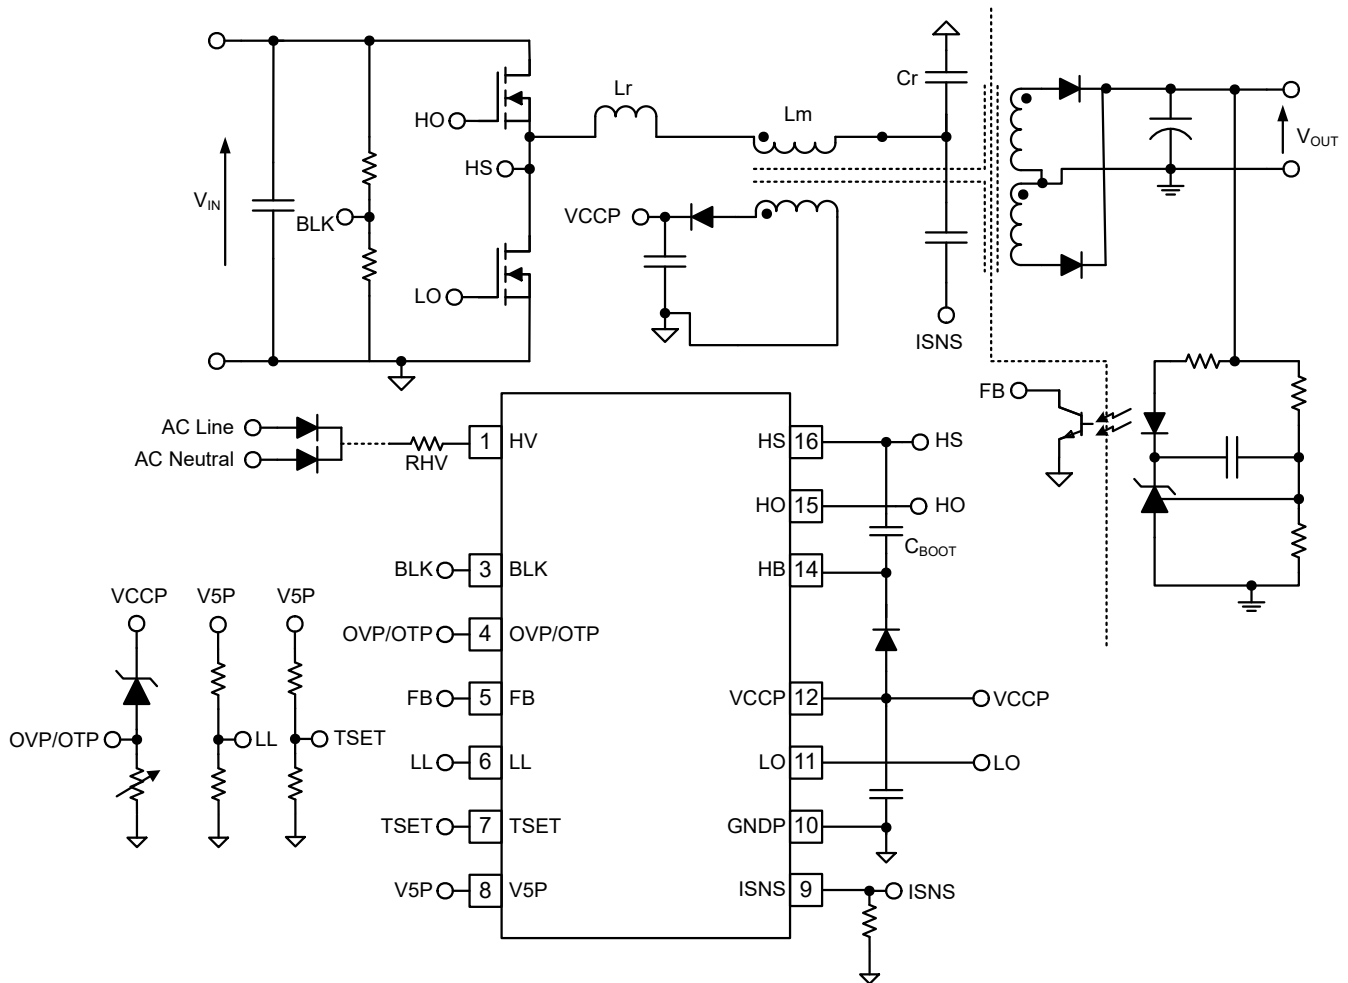 Cr
Lr
Lm
HO
HS
VIN
BLK
VCCP
LO
ISNS
VOUT
FB
AC Line
AC Neutral
RHV
1 HV
HS 16
HS
HO 15
HO
CBOOT
BLK
3 BLK
HB 14
VCCP
V5P
V5P
OVP/OTP
4 OVP/OTP
FB
5 FB
VCCP 12
VCCP
OVP/OTP
LL
TSET
LL
6 LL
LO 11
LO
TSET
7 TSET
GNDP 10
V5P
8 V5P
ISNS 9
ISNS